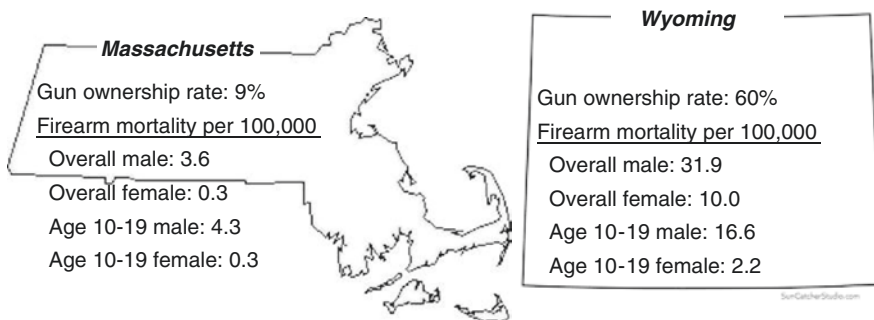 Massachusetts
Gun ownership rate: 9%
Firearm mortality per 100,000
Overall male: 3.6
Overall female: 0.3
Age 10-19 male: 4.3
Age 10-19 female: 0.3
Wyoming
Gun ownership rate: 60%
Firearm mortality per 100,000
Overall male: 31.9
Overall female: 10.0
Age 10-19 male: 16.6
Age 10-19 female: 2.2
SunCatcherStudio.com